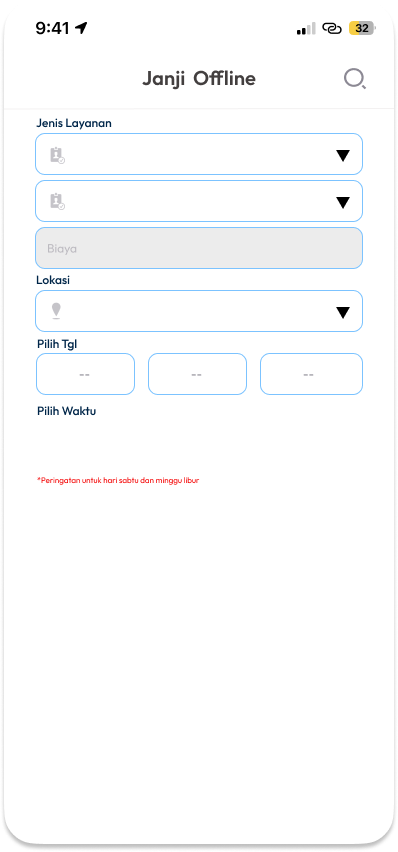 9:41
32
Janji Offline
Jenis Layanan
Biaya
Lokasi
Pilih Tgl
-- -- --
Pilih Waktu
*Peringatan untuk hari sabtu dan minggu libur